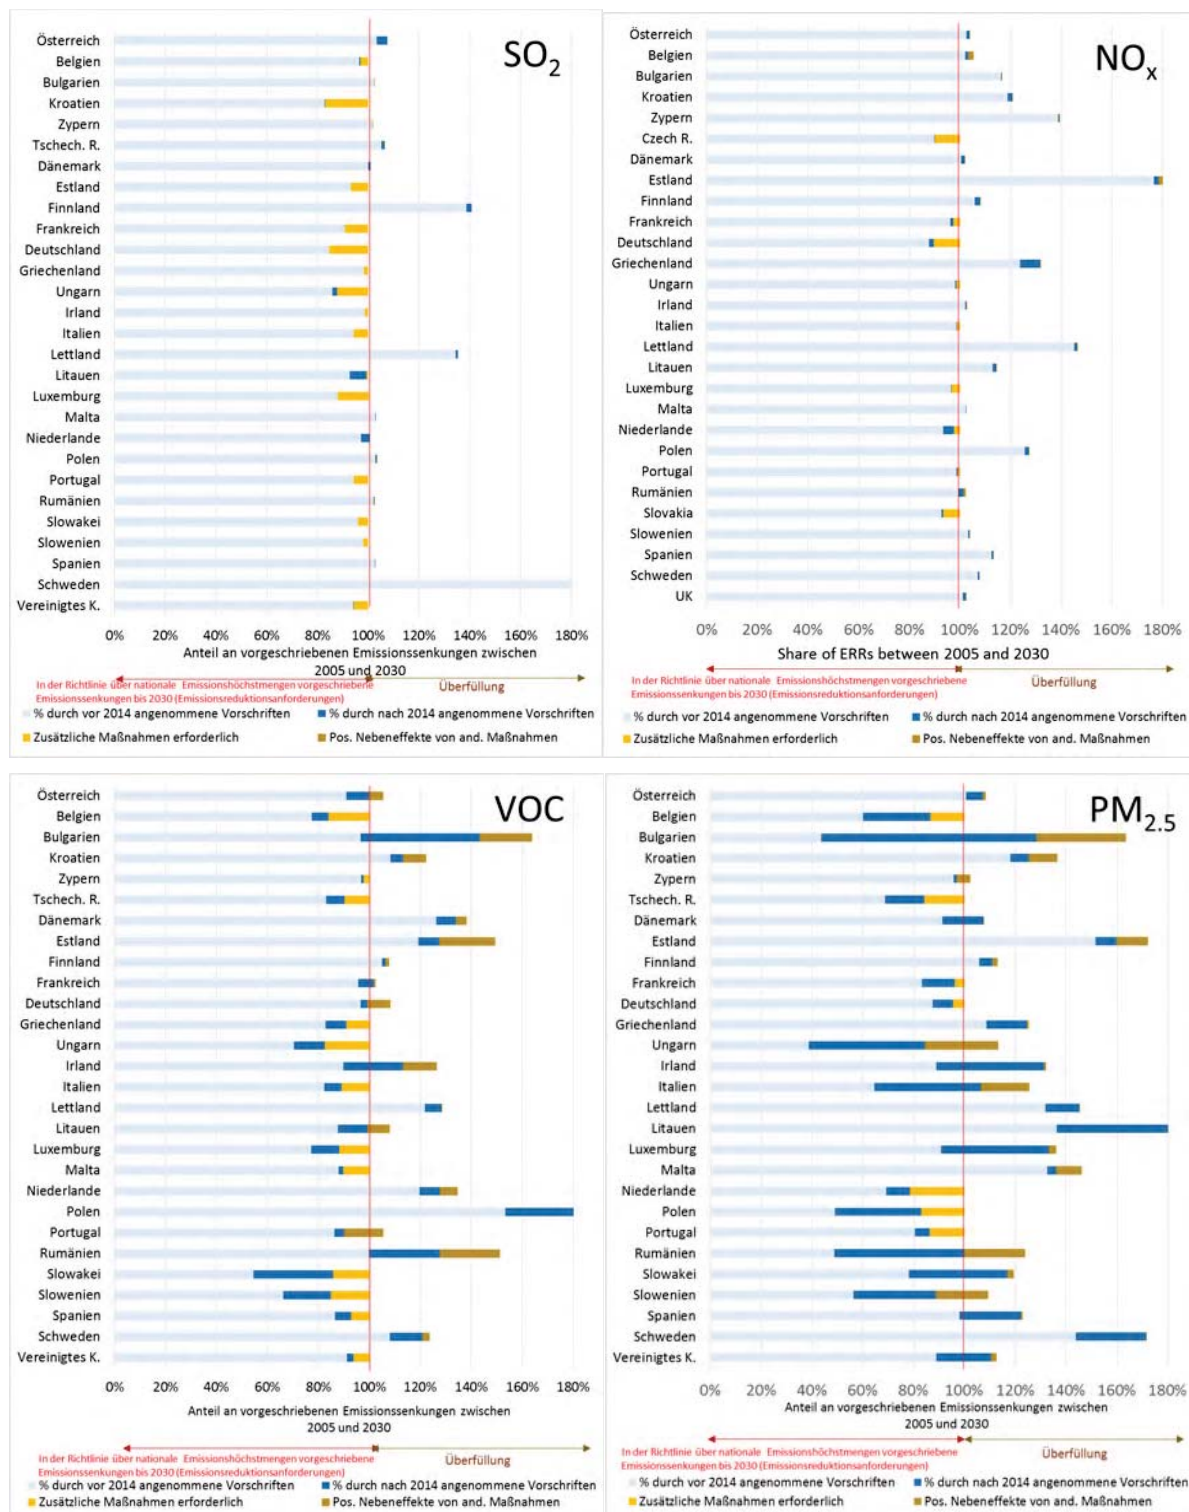 SO2
Österreich
Belgien
Bulgarien
Kroatien
Zypern
Tschech. R.
Dänemark
Estland
Finnland
Frankreich
Deutschland
Griechenland
Ungarn
Irland
Italien
Lettland
Litauen
Luxemburg
Malta
Niederlande
Polen
Portugal
Rumänien
Slowakei
Slowenien
Spanien
Schweden
Vereinigtes K.
0% 20% 40% 60% 80% 100% 120% 140% 160% 180%
Anteil an vorgeschriebenen Emissionssenkungen zwischen
2005 und 2030
In der Richtlinie über nationale Emissionshöchstmengen vorgeschriebene
Emissionssenkungen bis 2030 (Emissionsreduktionsanforderungen)
Überfüllung
% durch vor 2014 angenommene Vorschriften
% durch nach 2014 angenommene Vorschriften
Zusätzliche Maßnahmen erforderlich
Pos. Nebeneffekte von and. Maßnahmen
NOx
Österreich
Belgien
Bulgarien
Kroatien
Zypern
Czech R.
Dänemark
Estland
Finnland
Frankreich
Deutschland
Griechenland
Ungarn
Irland
Italien
Lettland
Litauen
Luxemburg
Malta
Niederlande
Polen
Portugal
Rumänien
Slovakia
Slowenien
Spanien
Schweden
UK
0% 20% 40% 60% 80% 100% 120% 140% 160% 180%
Share of ERRs between 2005 and 2030
In der Richtlinie über nationale Emissionshöchstmengen vorgeschriebene
Emissionssenkungen bis 2030 (Emissionsreduktionsanforderungen)
Überfüllung
% durch vor 2014 angenommene Vorschriften
% durch nach 2014 angenommene Vorschriften
Zusätzliche Maßnahmen erforderlich
Pos. Nebeneffekte von and. Maßnahmen
VOC
Österreich
Belgien
Bulgarien
Kroatien
Zypern
Tschech. R.
Dänemark
Estland
Finnland
Frankreich
Deutschland
Griechenland
Ungarn
Irland
Italien
Lettland
Litauen
Luxemburg
Malta
Niederlande
Polen
Portugal
Rumänien
Slowakei
Slowenien
Spanien
Schweden
Vereinigtes K.
0% 20% 40% 60% 80% 100% 120% 140% 160% 180%
Anteil an vorgeschriebenen Emissionssenkungen zwischen
2005 und 2030
In der Richtlinie über nationale Emissionshöchstmengen vorgeschriebene
Emissionssenkungen bis 2030 (Emissionsreduktionsanforderungen)
Überfüllung
% durch vor 2014 angenommene Vorschriften
% durch nach 2014 angenommene Vorschriften
Zusätzliche Maßnahmen erforderlich
Pos. Nebeneffekte von and. Maßnahmen
PM2.5
Österreich
Belgien
Bulgarien
Kroatien
Zypern
Tschech. R.
Dänemark
Estland
Finnland
Frankreich
Deutschland
Griechenland
Ungarn
Irland
Italien
Lettland
Litauen
Luxemburg
Malta
Niederlande
Polen
Portugal
Rumänien
Slowakei
Slowenien
Spanien
Schweden
Vereinigtes K.
0% 20% 40% 60% 80% 100% 120% 140% 160% 180%
Anteil an vorgeschriebenen Emissionssenkungen zwischen
2005 und 2030
In der Richtlinie über nationale Emissionshöchstmengen vorgeschriebene
Emissionssenkungen bis 2030 (Emissionsreduktionsanforderungen)
Überfüllung
% durch vor 2014 angenommene Vorschriften
% durch nach 2014 angenommene Vorschriften
Zusätzliche Maßnahmen erforderlich
Pos. Nebeneffekte von and. Maßnahmen